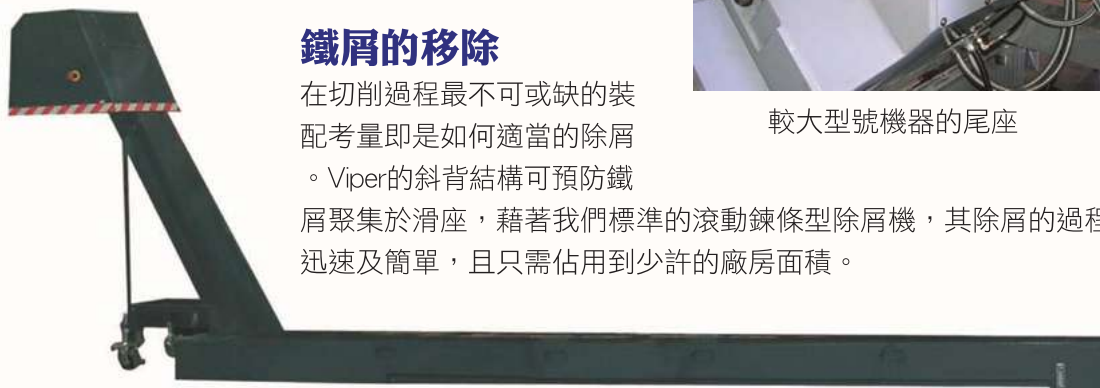 鐵屑的移除
在切削過程最不可或缺的裝
配考量即是如何適當的除屑
。Viper的斜背結構可預防鐵
屑聚集於滑座，藉著我們標準的滾動鍊條型除屑機，其除屑的過程
迅速及簡單，且只需佔用到少許的廠房面積。
較大型號機器的尾座